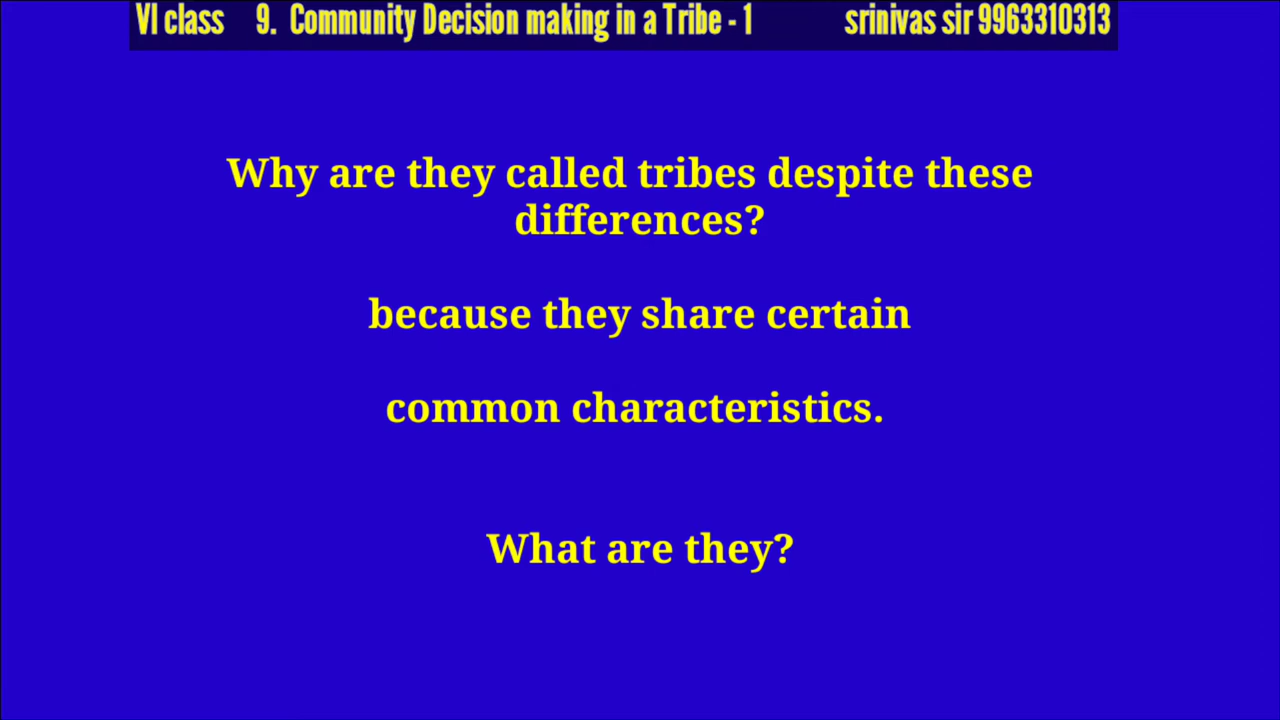 VI class 9. Community Decision making in a Tribe - 1 srinivas sir 9963310313
Why are they called tribes despite these
differences?
because they share certain
common characteristics.
What are they?